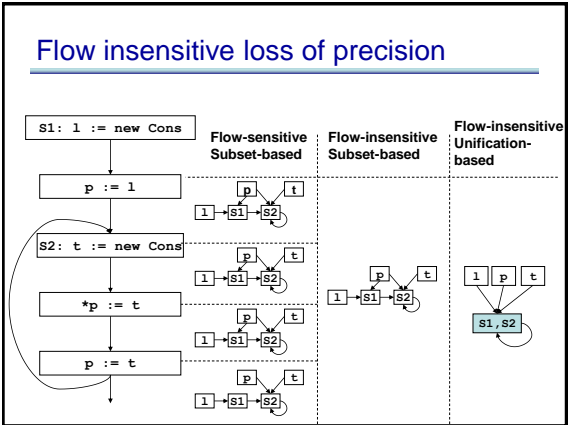 Flow insensitive loss of precision
S1: l := new Cons
p := l
S2: t := new Cons
*p := t
p := t
Flow-sensitive
Subset-based
p t
l S1 S2
p t
l S1 S2
p t
l S1 S2
p t
l S1 S2
Flow-insensitive
Subset-based
p t
l S1 S2
Flow-insensitive
Unification-
based
l p t
S1,S2